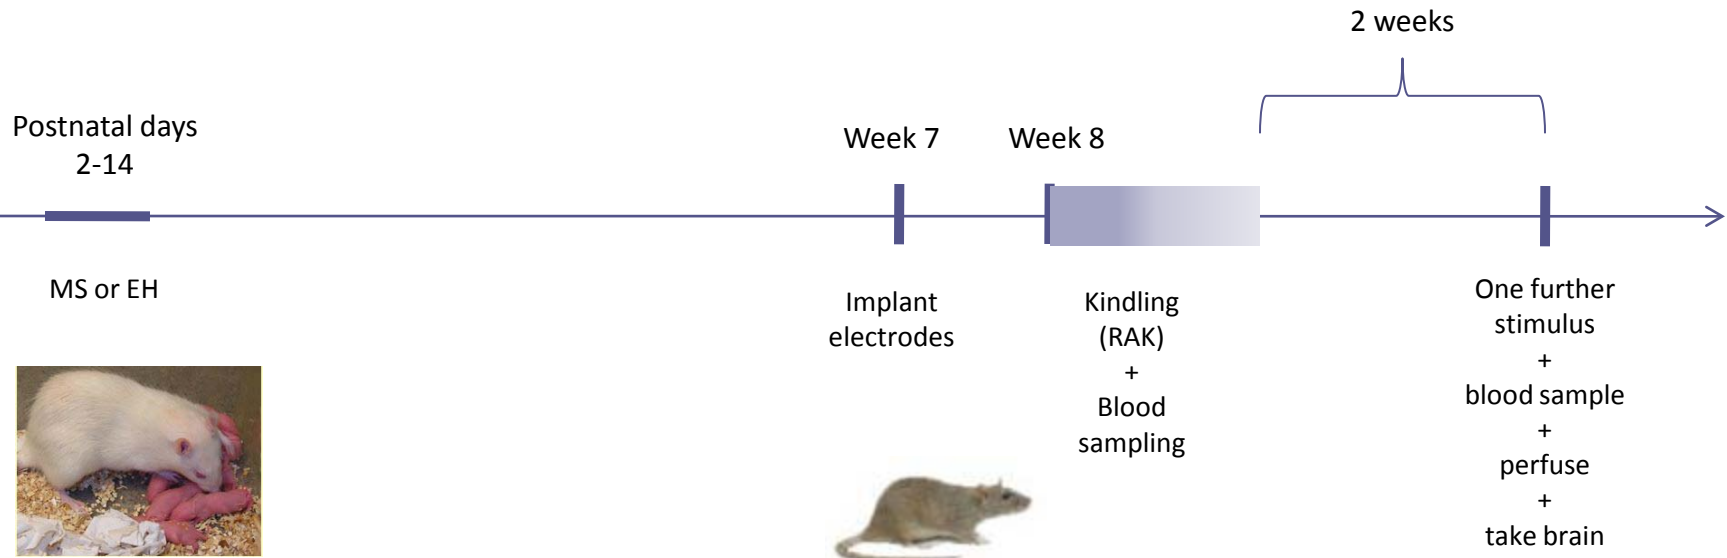 2 weeks
Postnatal days
2-14
Week 7
Week 8
MS or EH
Implant
electrodes
Kindling
(RAK)
+
Blood
sampling
One further
stimulus
+
blood sample
+
perfuse
+
take brain